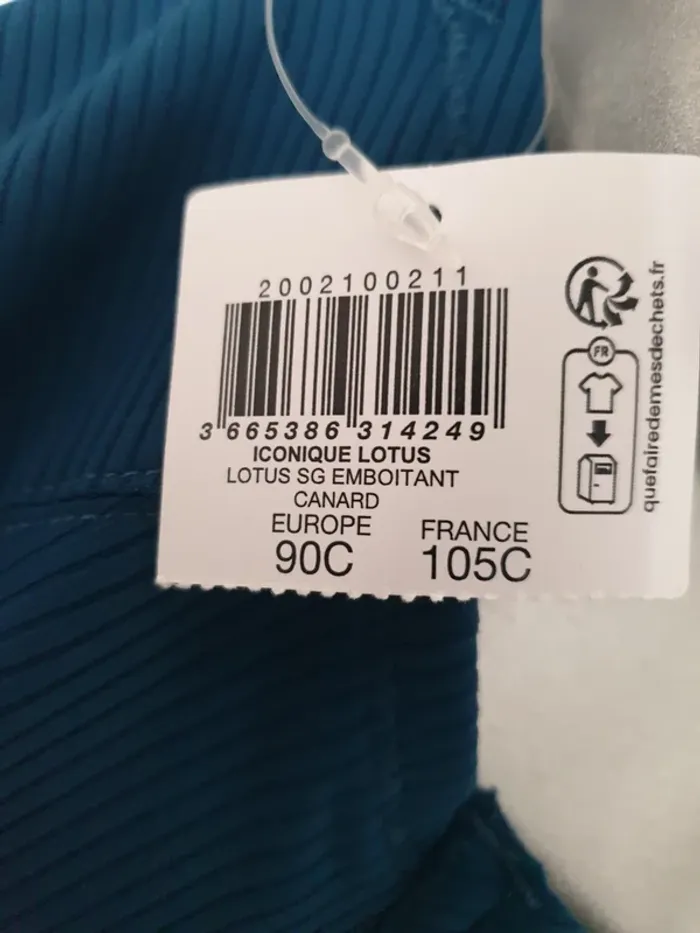 2002100211
3 665386 314249
ICONIQUE LOTUS
LOTUS SG EMBOITANT
CANARD
EUROPE FRANCE
90C 105C
FR
quefairedemesdechets.fr